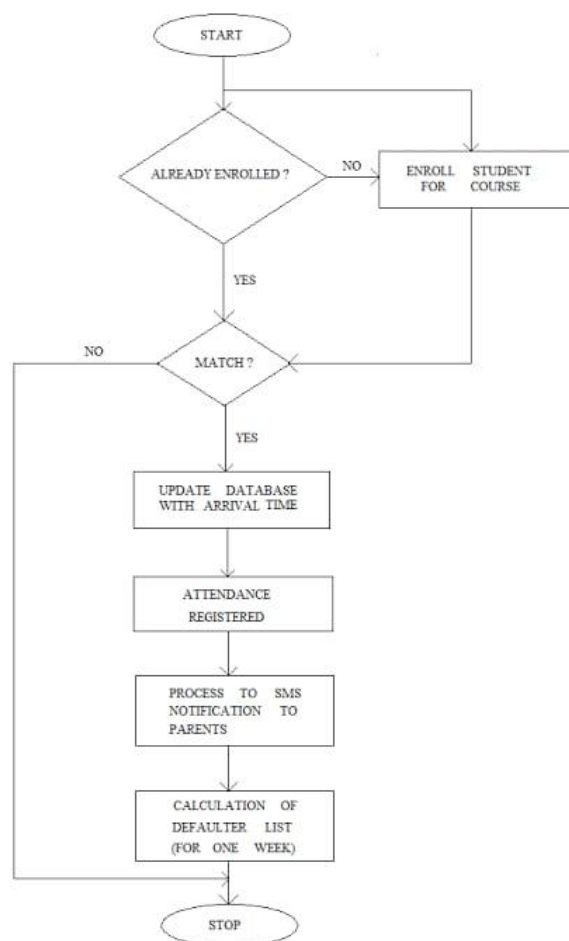 START
ALREADY ENROLLED ?
NO
ENROLL STUDENT
FOR COURSE
YES
NO
MATCH ?
YES
UPDATE DATABASE
WITH ARRIVAL TIME
ATTENDANCE
REGISTERED
PROCESS TO SMS
NOTIFICATION TO
PARENTS
CALCULATION OF
DEFAULTER LIST
(FOR ONE WEEK)
STOP